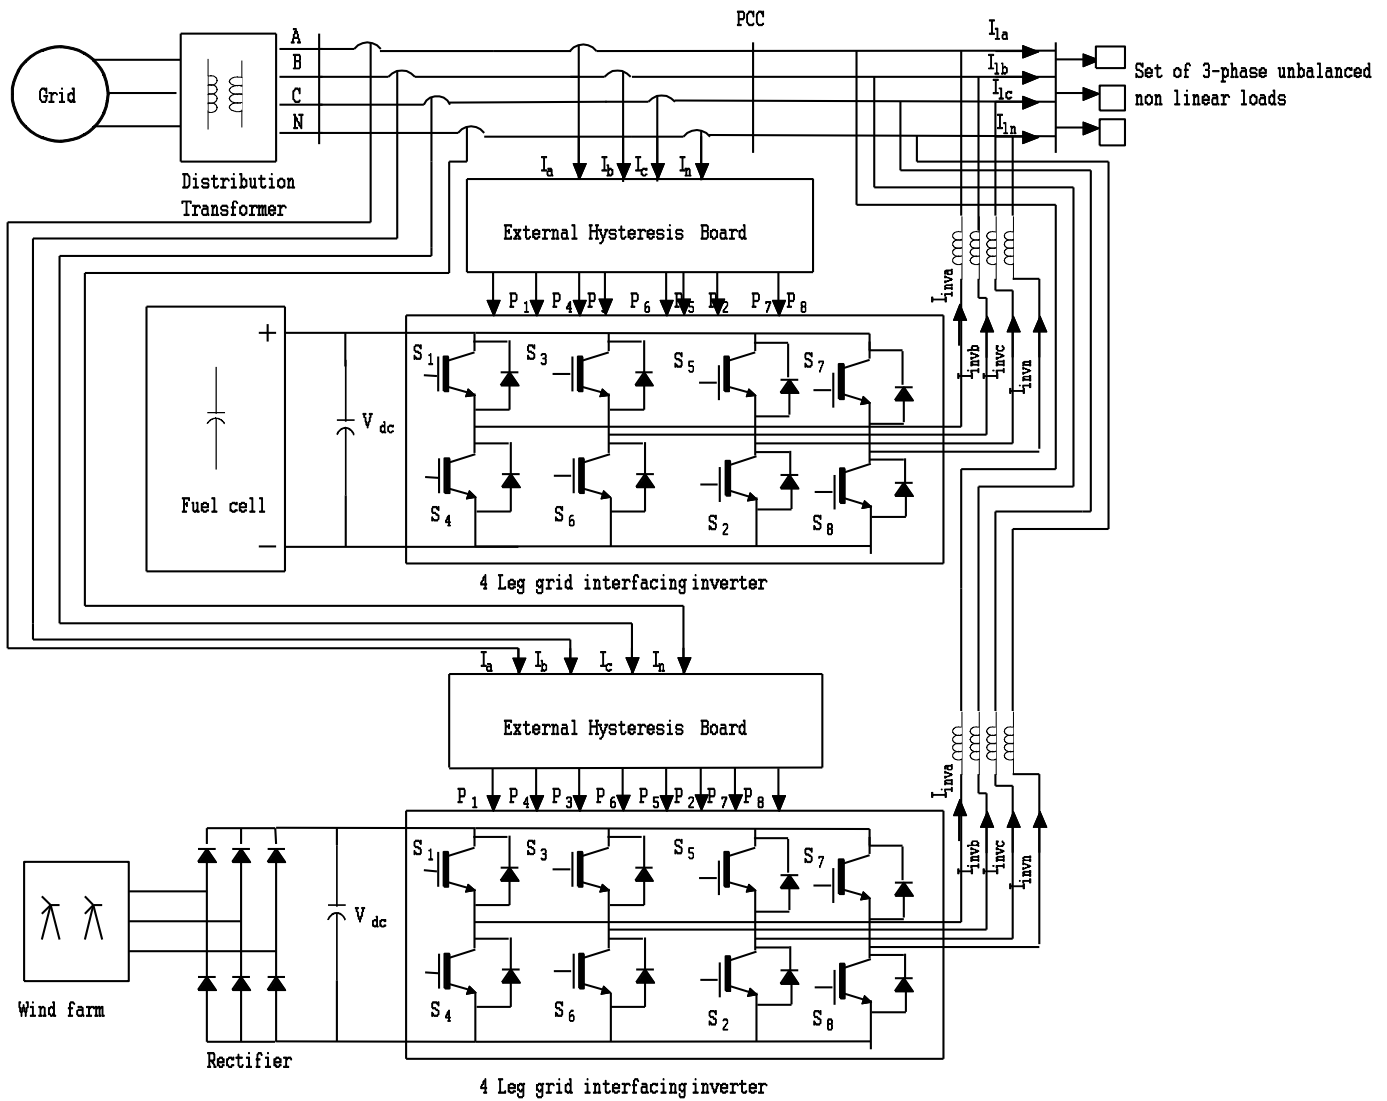 PCC
A
B
C
N
Grid
Distribution
Transformer
I1a
I1b
I1c
I1n
Set of 3-phase unbalanced
non linear loads
Ia Ib Ic In
External Hysteresis Board
P1 P4 P P6 P5 P2 P7 P8
Iinva
Iinvb Iinvc Iinvn
+
Vdc
Fuel cell
−
S1 S3 S5 S7
S4 S6 S2 S8
4 Leg grid interfacing inverter
Ia Ib Ic In
External Hysteresis Board
P1 P4 P3 P6 P5 P2 P7 P8
Iinva
Iinvb Iinvc Iinvn
S1 S3 S5 S7
Vdc
S4 S6 S2 S8
Wind farm
Rectifier
4 Leg grid interfacing inverter